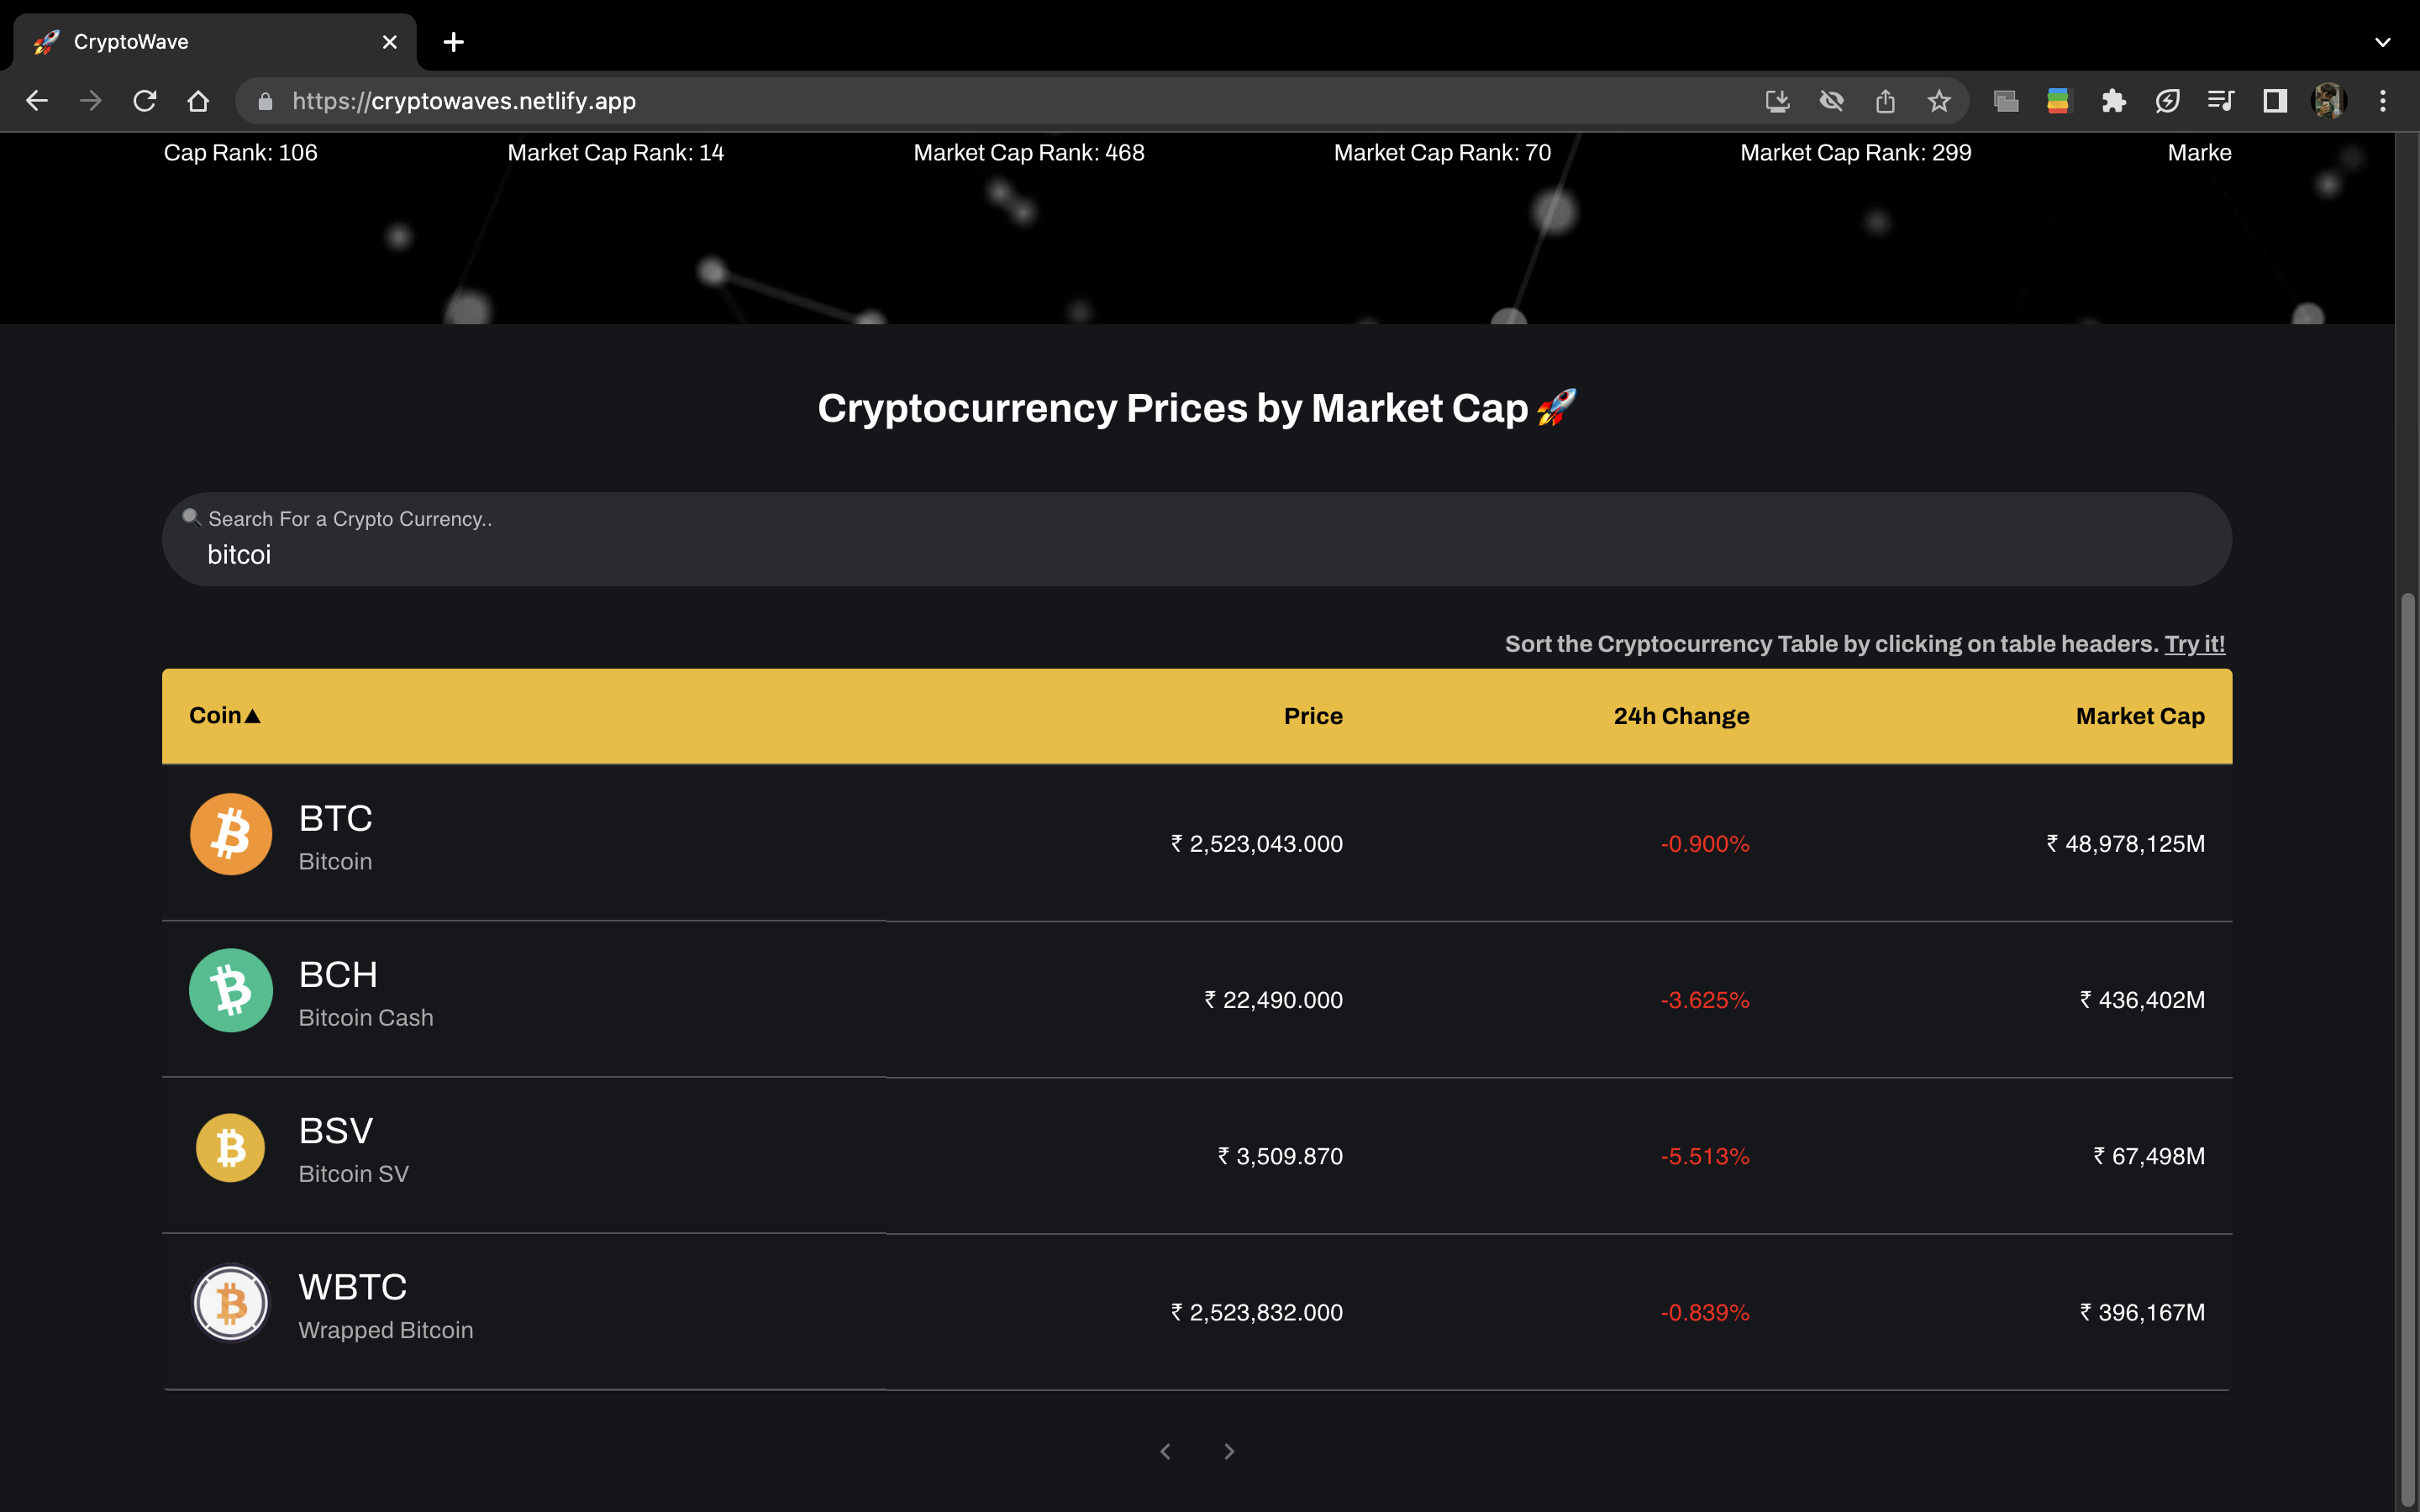 CryptoWave
https://cryptowaves.netlify.app
Cap Rank: 106 Market Cap Rank: 14 Market Cap Rank: 468 Market Cap Rank: 70 Market Cap Rank: 299 Marke
Cryptocurrency Prices by Market Cap 🚀
🔍 Search For a Crypto Currency..
bitcoi
Sort the Cryptocurrency Table by clicking on table headers. Try it!
Coin▲ Price 24h Change Market Cap
BTC
Bitcoin
₹ 2,523,043.000 -0.900% ₹ 48,978,125M
BCH
Bitcoin Cash
₹ 22,490.000 -3.625% ₹ 436,402M
BSV
Bitcoin SV
₹ 3,509.870 -5.513% ₹ 67,498M
WBTC
Wrapped Bitcoin
₹ 2,523,832.000 -0.839% ₹ 396,167M